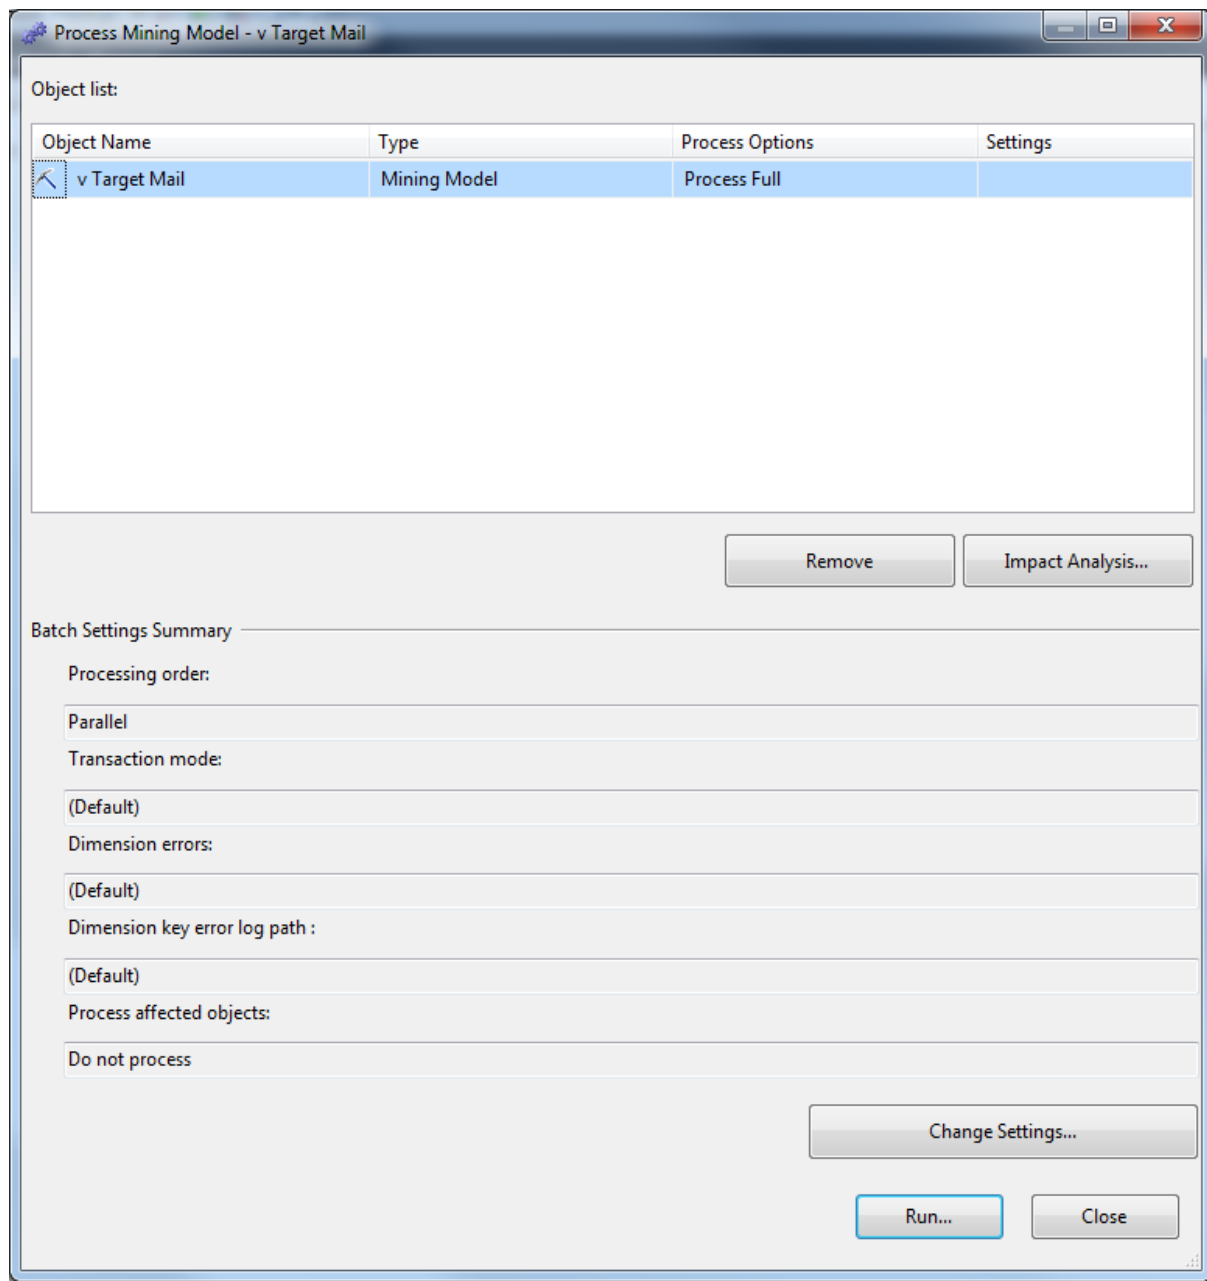 Process Mining Model - v Target Mail
Object list:
Object Name Type Process Options Settings
v Target Mail Mining Model Process Full
Remove Impact Analysis...
Batch Settings Summary
Processing order:
Parallel
Transaction mode:
(Default)
Dimension errors:
(Default)
Dimension key error log path :
(Default)
Process affected objects:
Do not process
Change Settings...
Run... Close